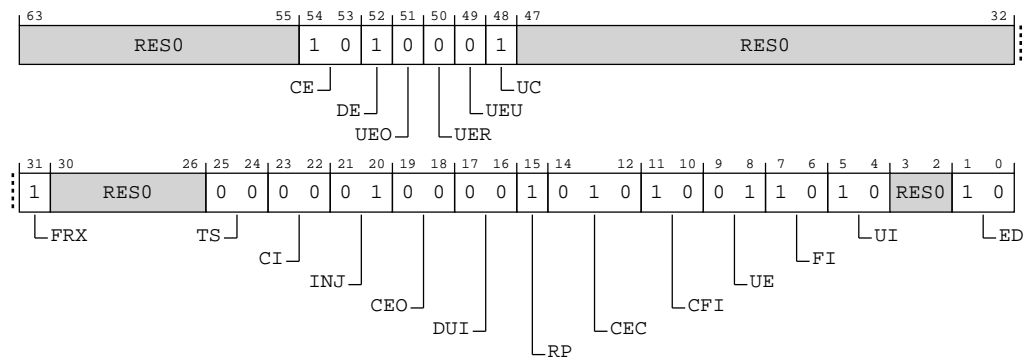 63 55 54 53 52 51 50 49 48 47 32
RES0 1 0 1 0 0 0 1 RES0
CE UC
DE UEU
UEO UER
31 30 26 25 24 23 22 21 20 19 18 17 16 15 14 12 11 10 9 8 7 6 5 4 3 2 1 0
1 RES0 0 0 0 0 0 1 0 0 0 0 1 0 1 0 1 0 0 1 1 0 1 0 RES0 1 0
FRX TS UI ED
CI FI
INJ UE
CEO CFI
DUI CEC
RP